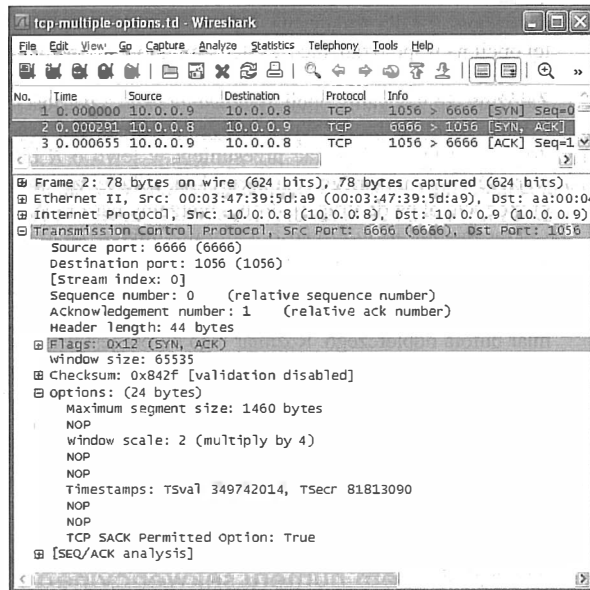 tcp-multiple-options.td - Wireshark
File Edit View Go Capture Analyze Statistics Telephony Tools Help
No. Time Source Destination Protocol Info
1 0.000000 10.0.0.9 10.0.0.8 TCP 1056 > 6666 [SYN] Seq=0
2 0.000291 10.0.0.8 10.0.0.9 TCP 6666 > 1056 [SYN, ACK]
3 0.000655 10.0.0.9 10.0.0.8 TCP 1056 > 6666 [ACK] Seq=1
Frame 2: 78 bytes on wire (624 bits), 78 bytes captured (624 bits)
Ethernet II, Src: 00:03:47:39:5d:a9 (00:03:47:39:5d:a9), Dst: aa:00:04
Internet Protocol, Src: 10.0.0.8 (10.0.0.8), Dst: 10.0.0.9 (10.0.0.9)
Transmission Control Protocol, Src Port: 6666 (6666), Dst Port: 1056
Source port: 6666 (6666)
Destination port: 1056 (1056)
[Stream index: 0]
Sequence number: 0 (relative sequence number)
Acknowledgement number: 1 (relative ack number)
Header length: 44 bytes
Flags: 0x12 (SYN, ACK)
Window size: 65535
Checksum: 0x842f [validation disabled]
Options: (24 bytes)
Maximum segment size: 1460 bytes
NOP
Window scale: 2 (multiply by 4)
NOP
NOP
Timestamps: TSval 349742014, TSecr 81813090
NOP
NOP
TCP SACK Permitted Option: True
[SEQ/ACK analysis]